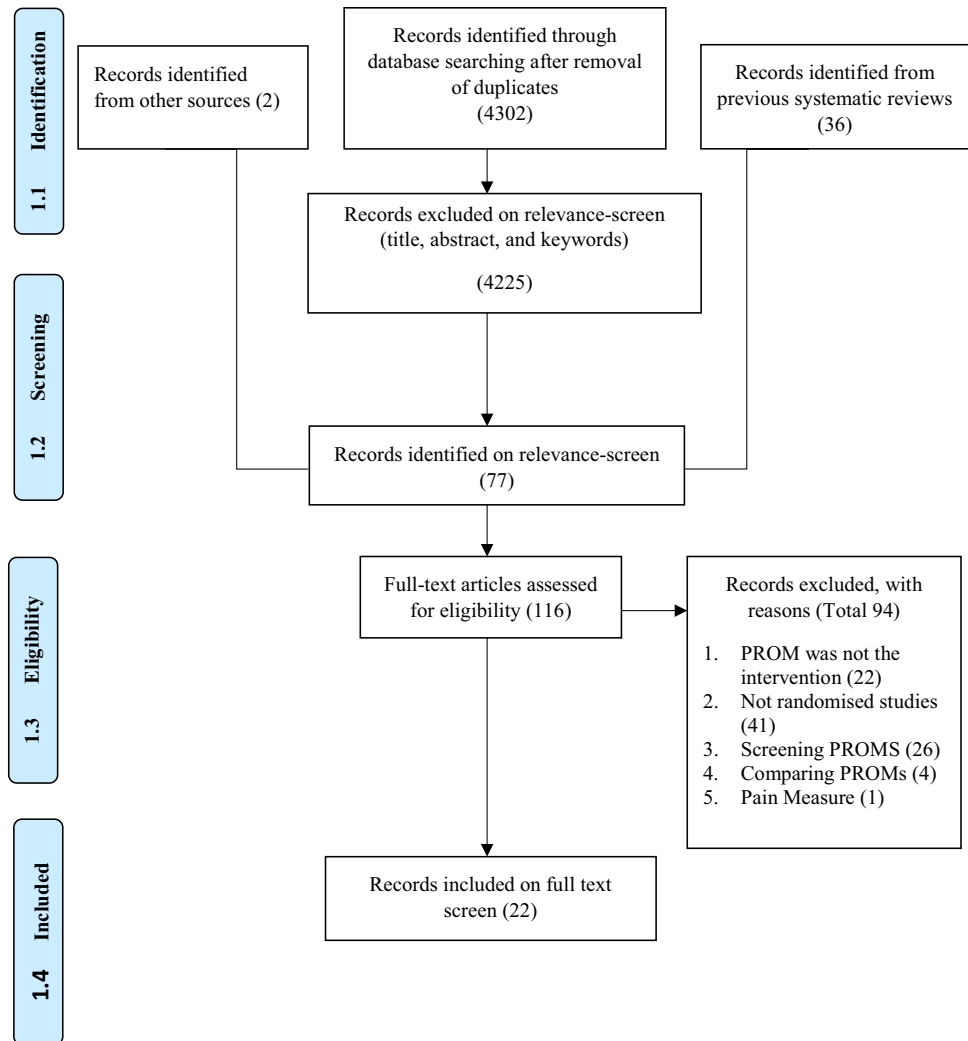 1.1 Identification
Records identified
from other sources (2)
Records identified through
database searching after removal
of duplicates
(4302)
Records identified from
previous systematic reviews
(36)
Records excluded on relevance-screen
(title, abstract, and keywords)
(4225)
1.2 Screening
Records identified on relevance-screen
(77)
1.3 Eligibility
Full-text articles assessed
for eligibility (116)
Records excluded, with
reasons (Total 94)
1. PROM was not the
intervention (22)
2. Not randomised studies
(41)
3. Screening PROMS (26)
4. Comparing PROMs (4)
5. Pain Measure (1)
1.4 Included
Records included on full text
screen (22)